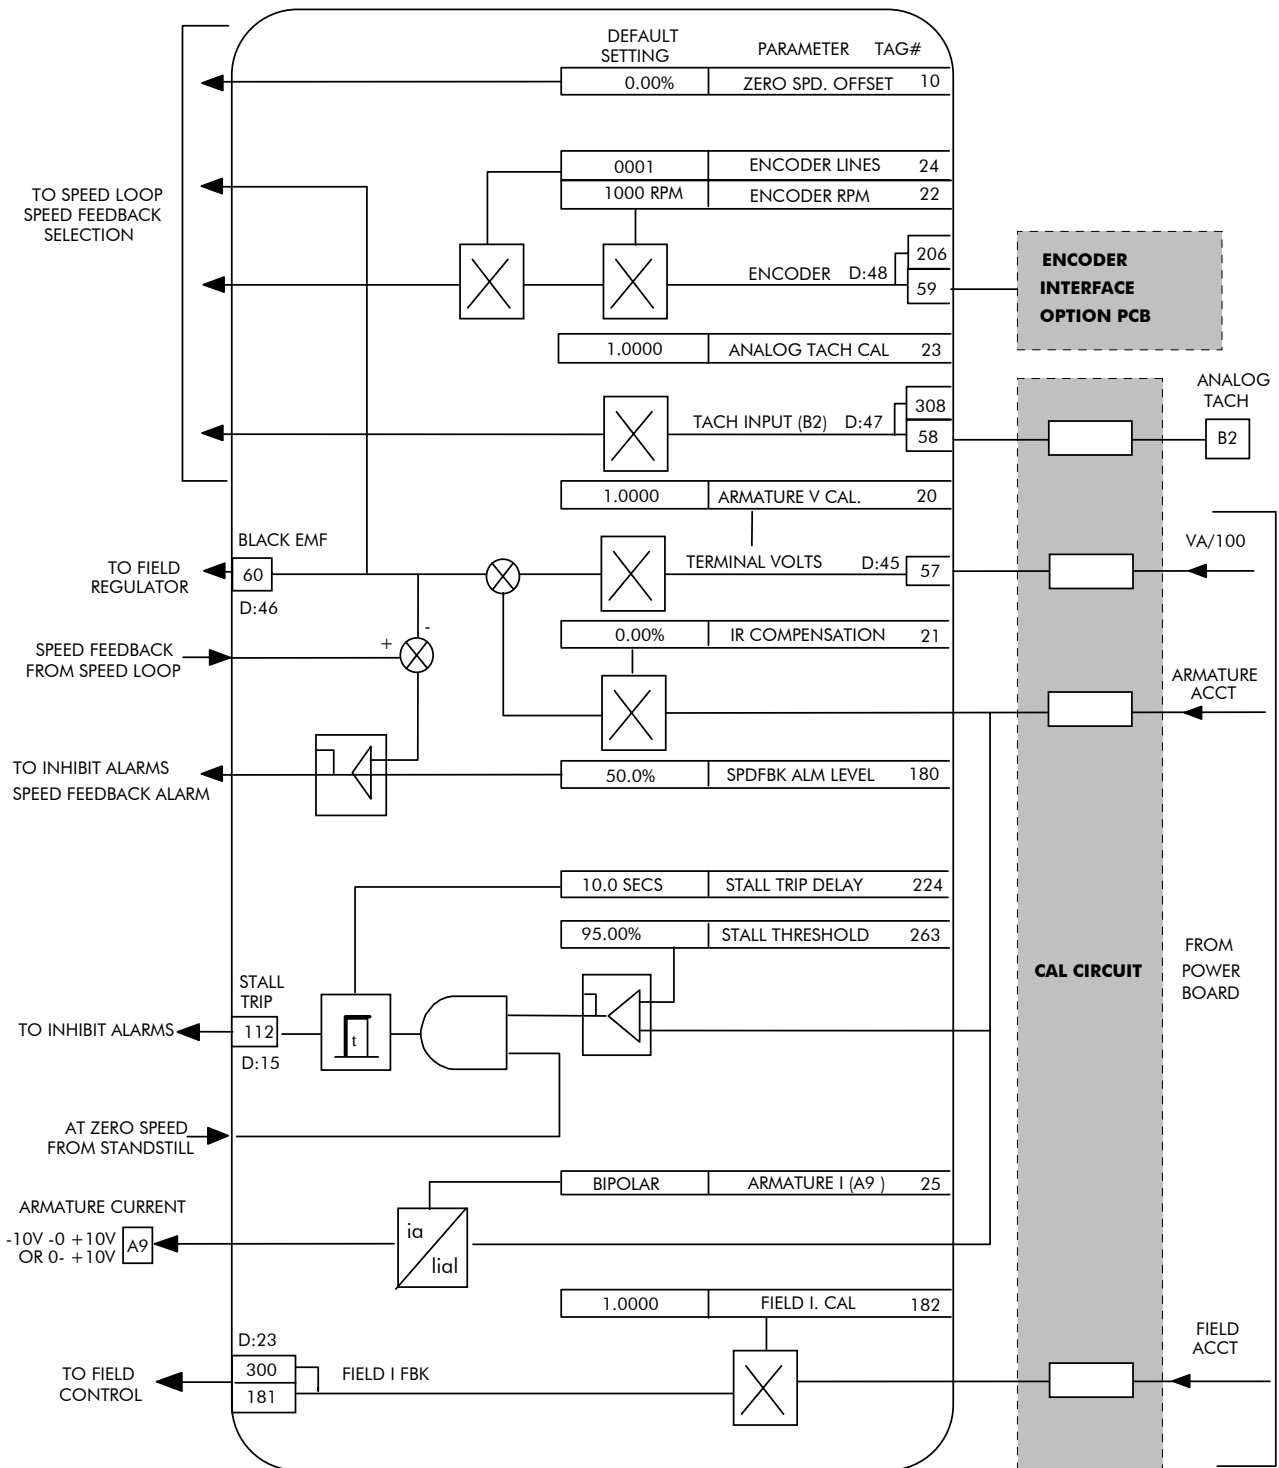 DEFAULT
SETTING
PARAMETER TAG#
0.00% ZERO SPD. OFFSET 10
0001 ENCODER LINES 24
1000 RPM ENCODER RPM 22
TO SPEED LOOP
SPEED FEEDBACK
SELECTION
206
ENCODER D:48
59
ENCODER
INTERFACE
OPTION PCB
1.0000 ANALOG TACH CAL 23
ANALOG
TACH
308
TACH INPUT (B2) D:47
58
B2
1.0000 ARMATURE V CAL. 20
BLACK EMF
VA/100
TO FIELD
REGULATOR
60
TERMINAL VOLTS D:45 57
D:46
0.00% IR COMPENSATION 21
-
+
SPEED FEEDBACK
FROM SPEED LOOP
ARMATURE
ACCT
TO INHIBIT ALARMS
SPEED FEEDBACK ALARM
50.0% SPDFBK ALM LEVEL 180
10.0 SECS STALL TRIP DELAY 224
95.00% STALL THRESHOLD 263
FROM
POWER
BOARD
CAL CIRCUIT
STALL
TRIP
TO INHIBIT ALARMS
112
t
D:15
AT ZERO SPEED
FROM STANDSTILL
BIPOLAR ARMATURE I (A9 ) 25
ARMATURE CURRENT
-10V -0 +10V
OR 0- +10V
A9
ia
lial
1.0000 FIELD I. CAL 182
D:23
FIELD
ACCT
TO FIELD
CONTROL
300
181
FIELD I FBK